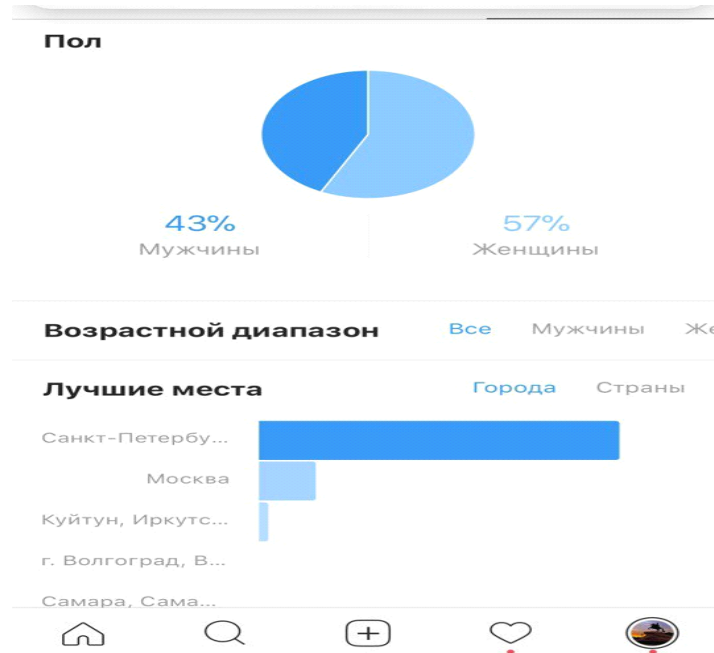 Пол
43% 57%
Мужчины Женщины
Возрастной диапазон Все Мужчины Же
Лучшие места Города Страны
Санкт-Петербу...
Москва
Куйтун, Иркутс...
г. Волгоград, В...
Самара, Сама...